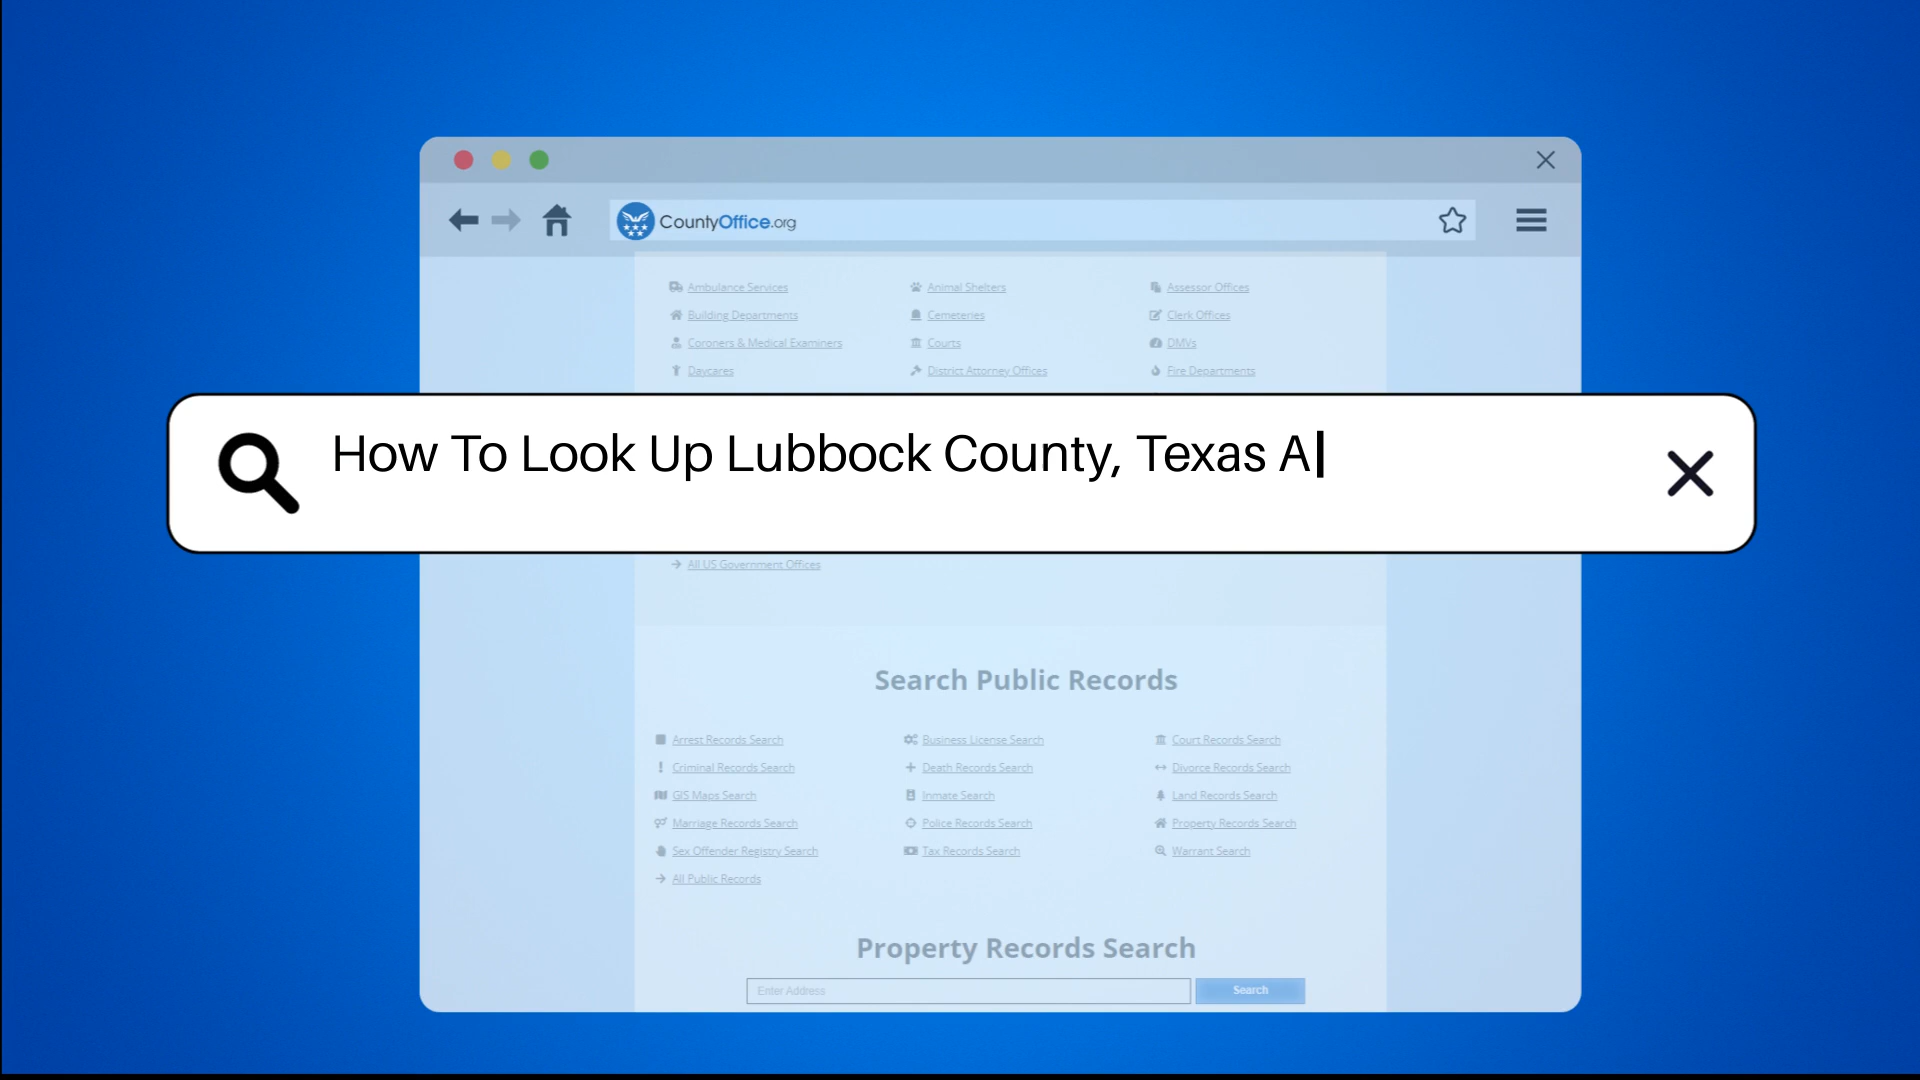 CountyOffice.org
Ambulance Services Animal Shelters Assessor Offices
Building Departments Cemeteries Clerk Offices
Coroners & Medical Examiners Courts DMVs
Daycares District Attorney Offices Fire Departments
How To Look Up Lubbock County, Texas A
All US Government Offices
Search Public Records
Arrest Records Search Business License Search Court Records Search
Criminal Records Search Death Records Search Divorce Records Search
GIS Maps Search Inmate Search Land Records Search
Marriage Records Search Police Records Search Property Records Search
Sex Offender Registry Search Tax Records Search Warrant Search
All Public Records
Property Records Search
Enter Address Search